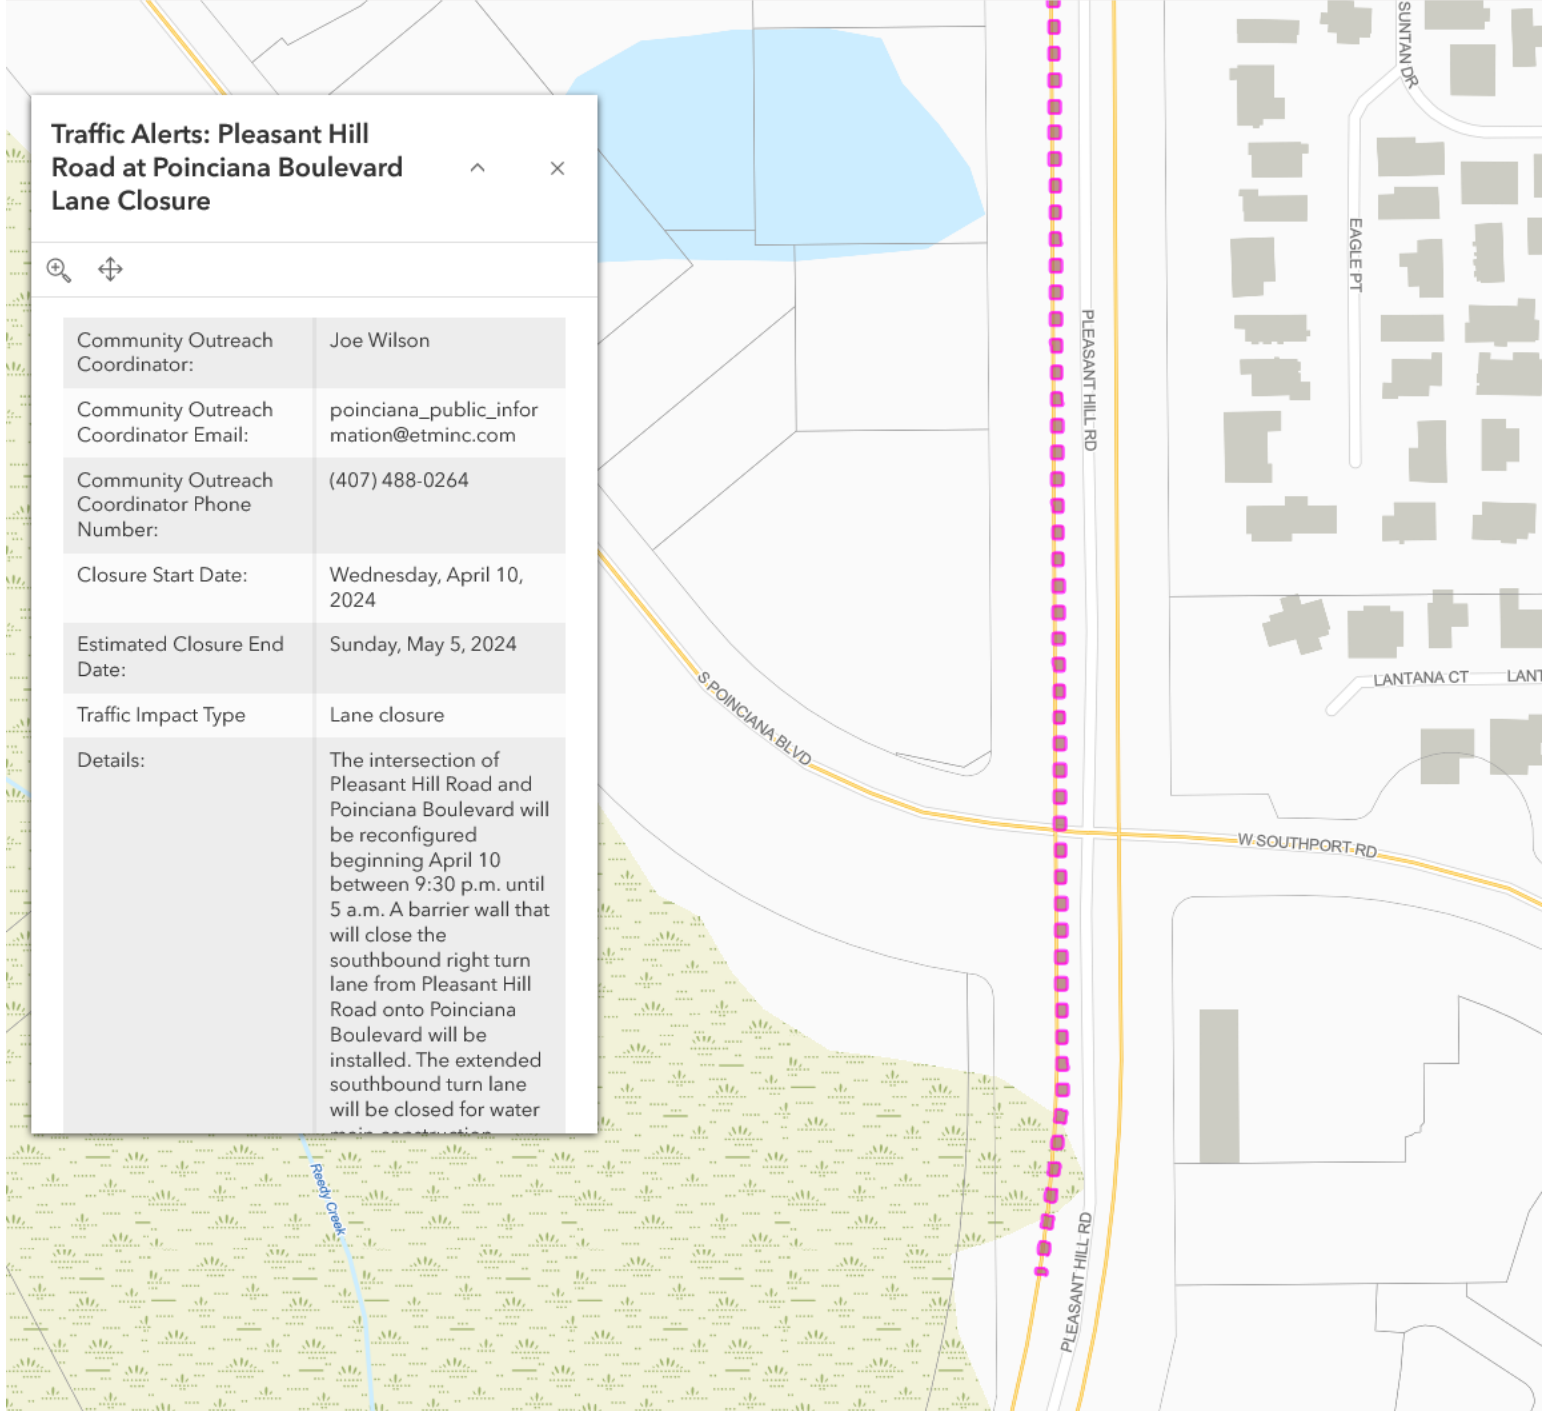 Traffic Alerts: Pleasant Hill
Road at Poinciana Boulevard
Lane Closure
Community Outreach
Coordinator:
Joe Wilson
Community Outreach
Coordinator Email:
poinciana_public_infor
mation@etminc.com
Community Outreach
Coordinator Phone
Number:
(407) 488-0264
Closure Start Date:
Wednesday, April 10,
2024
Estimated Closure End
Date:
Sunday, May 5, 2024
Traffic Impact Type
Lane closure
Details:
The intersection of
Pleasant Hill Road and
Poinciana Boulevard will
be reconfigured
beginning April 10
between 9:30 p.m. until
5 a.m. A barrier wall that
will close the
southbound right turn
lane from Pleasant Hill
Road onto Poinciana
Boulevard will be
installed. The extended
southbound turn lane
will be closed for water
main construction
SUNTAN DR
EAGLE PT
PLEASANT HILL RD
LANTANA CT
LANT
S POINCIANA BLVD
W SOUTHPORT RD
Reedy Creek
PLEASANT HILL RD